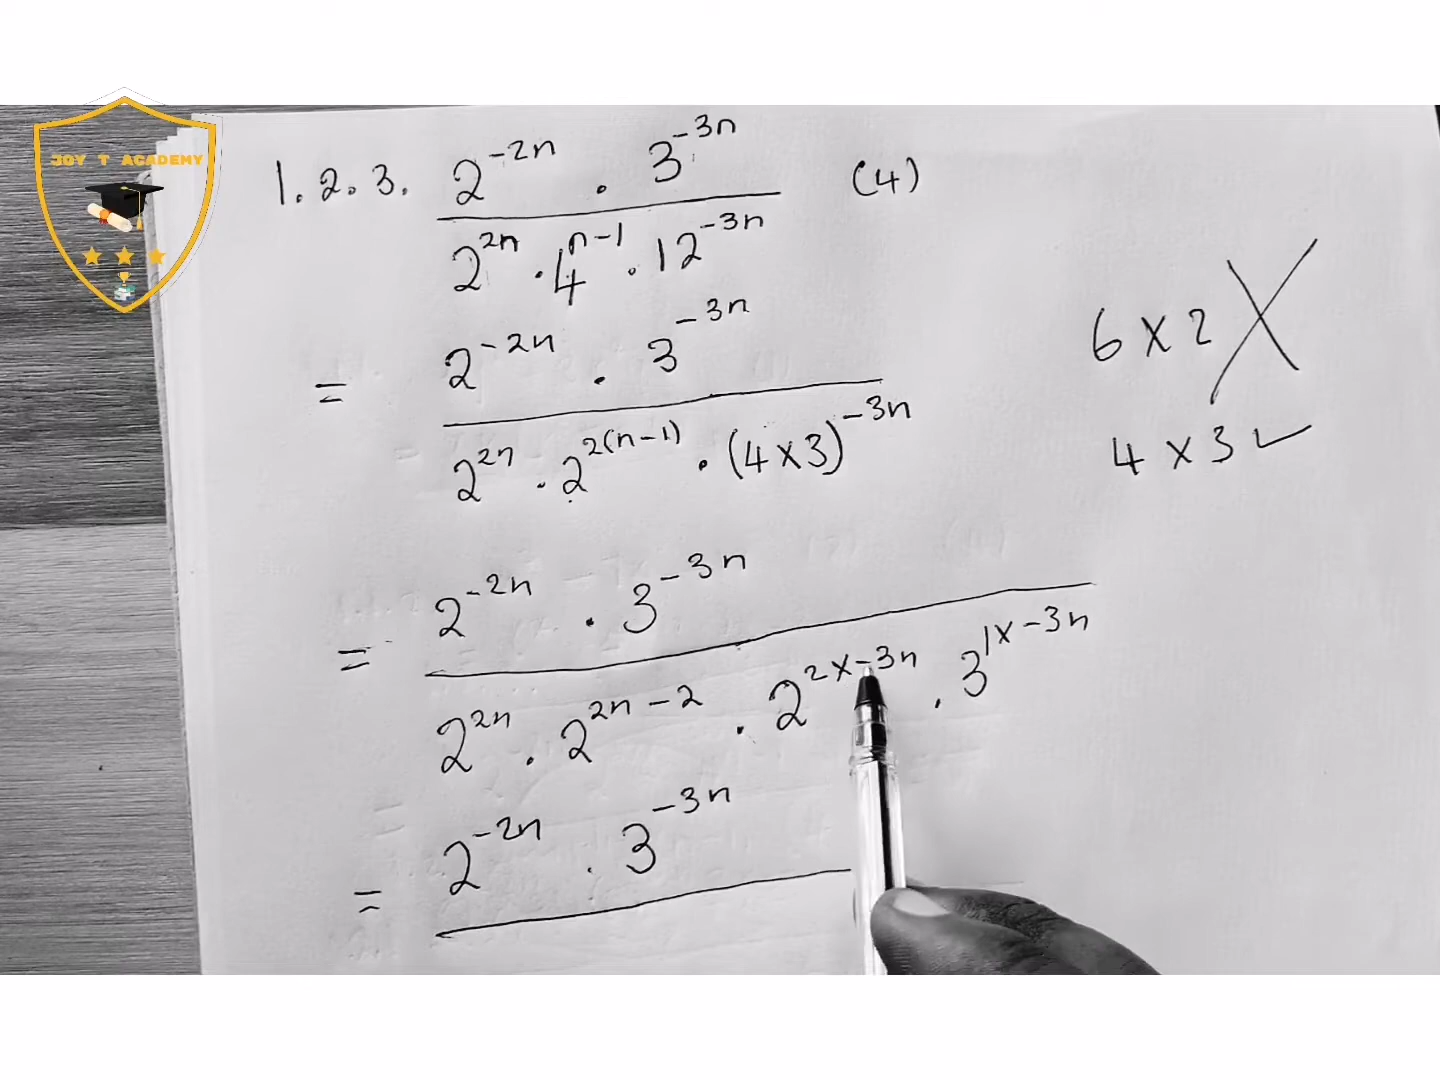 JOY T ACADEMY
1.2.3. 2^{-2n} . 3^{-3n} (4)
2^{2n} . 4^{n-1} . 12^{-3n}
6 x 2
= 2^{-2n} . 3^{-3n}
2^{2n} . 2^{2(n-1)} . (4x3)^{-3n}
4 x 3 ✓
= 2^{-2n} . 3^{-3n}
2^{2n} . 2^{2n-2} . 2^{2x-3n} . 3^{1x-3n}
= 2^{-2n} . 3^{-3n}